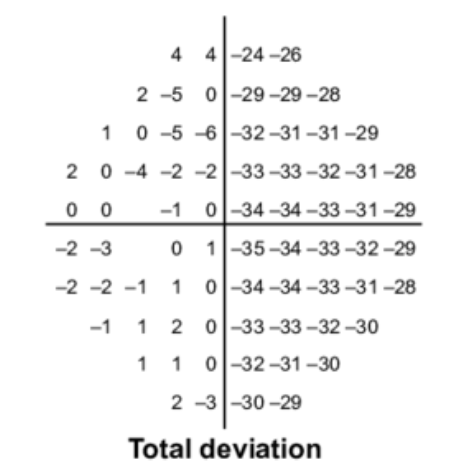 4 4 –24 –26
2 –5 0 –29 –29 –28
1 0 –5 –6 –32 –31 –31 –29
2 0 –4 –2 –2 –33 –33 –32 –31 –28
0 0 –1 0 –34 –34 –33 –31 –29
–2 –3 0 1 –35 –34 –33 –32 –29
–2 –2 –1 1 0 –34 –34 –33 –31 –28
–1 1 2 0 –33 –33 –32 –30
1 1 0 –32 –31 –30
2 –3 –30 –29
Total deviation